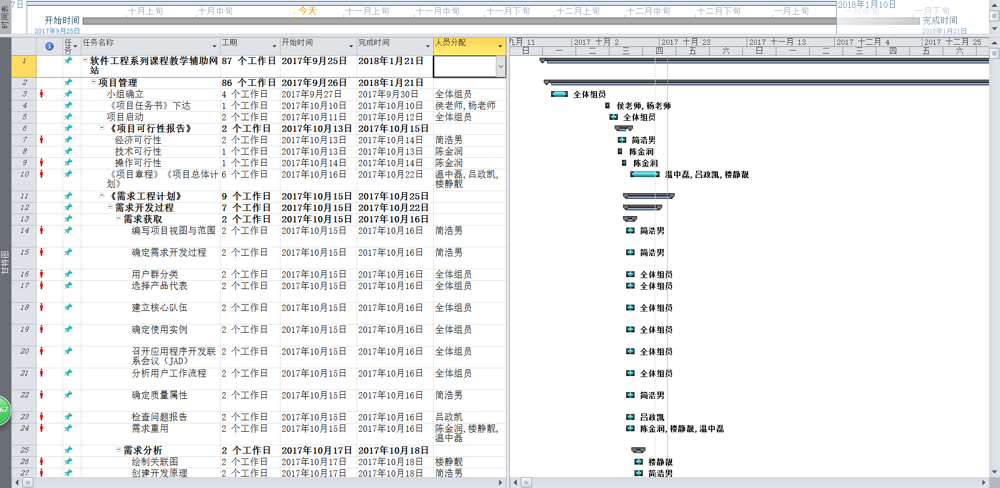 7日
2018年1月10日
时间表
十月上旬 十月中旬 今天 十一月上旬 十一月中旬 十一月下旬 十二月上旬 十二月中旬 十二月下旬 一月上旬 一月中旬 一月下旬
开始时间
2017年9月25日
完成时间
2018年1月21日
任务 任务名称 工期 开始时间 完成时间 人员分配
九月 11 2017 十月 2 2017 十月 23 2017 十一月 13 2017 十二月 4 2017 十二月 25
日 一 二 三 四 五 六 日 一 二 三 四 五 六
甘特图
67
1 软件工程系列课程教学辅助网站 87 个工作日 2017年9月25日 2018年1月21日
2 项目管理 86 个工作日 2017年9月26日 2018年1月21日
3 小组确立 4 个工作日 2017年9月27日 2017年9月30日 全体组员 全体组员
4 《项目任务书》下达 1 个工作日 2017年10月10日 2017年10月10日 侯老师,杨老师 侯老师,杨老师
5 项目启动 2 个工作日 2017年10月11日 2017年10月12日 全体组员 全体组员
6 《项目可行性报告》 2 个工作日 2017年10月13日 2017年10月15日
7 经济可行性 2 个工作日 2017年10月13日 2017年10月14日 简浩男 简浩男
8 技术可行性 1 个工作日 2017年10月13日 2017年10月13日 陈金润 陈金润
9 操作可行性 1 个工作日 2017年10月14日 2017年10月14日 陈金润 陈金润
10 《项目章程》《项目总体计划》 6 个工作日 2017年10月16日 2017年10月22日 温中磊,吕政凯,楼静靓 温中磊,吕政凯,楼静靓
11 《需求工程计划》 9 个工作日 2017年10月15日 2017年10月25日
12 需求开发过程 7 个工作日 2017年10月15日 2017年10月22日
13 需求获取 2 个工作日 2017年10月15日 2017年10月16日
14 编写项目视图与范围 2 个工作日 2017年10月15日 2017年10月16日 简浩男 简浩男
15 确定需求开发过程 2 个工作日 2017年10月15日 2017年10月16日 简浩男 简浩男
16 用户群分类 2 个工作日 2017年10月15日 2017年10月16日 全体组员 全体组员
17 选择产品代表 2 个工作日 2017年10月15日 2017年10月16日 全体组员 全体组员
18 建立核心队伍 2 个工作日 2017年10月15日 2017年10月16日 全体组员 全体组员
19 确定使用实例 2 个工作日 2017年10月15日 2017年10月16日 全体组员 全体组员
20 召开应用程序开发联系会议（JAD） 2 个工作日 2017年10月15日 2017年10月16日 全体组员 全体组员
21 分析用户工作流程 2 个工作日 2017年10月15日 2017年10月16日 全体组员 全体组员
22 确定质量属性 2 个工作日 2017年10月15日 2017年10月16日 简浩男 简浩男
23 检查问题报告 2 个工作日 2017年10月15日 2017年10月16日 吕政凯 吕政凯
24 需求重用 2 个工作日 2017年10月15日 2017年10月16日 陈金润,楼静靓,温中磊 陈金润,楼静靓,温中磊
25 需求分析 2 个工作日 2017年10月17日 2017年10月18日
26 绘制关联图 2 个工作日 2017年10月17日 2017年10月18日 楼静靓 楼静靓
27 创建开发原理 2 个工作日 2017年10月17日 2017年10月18日 简浩男 简浩男